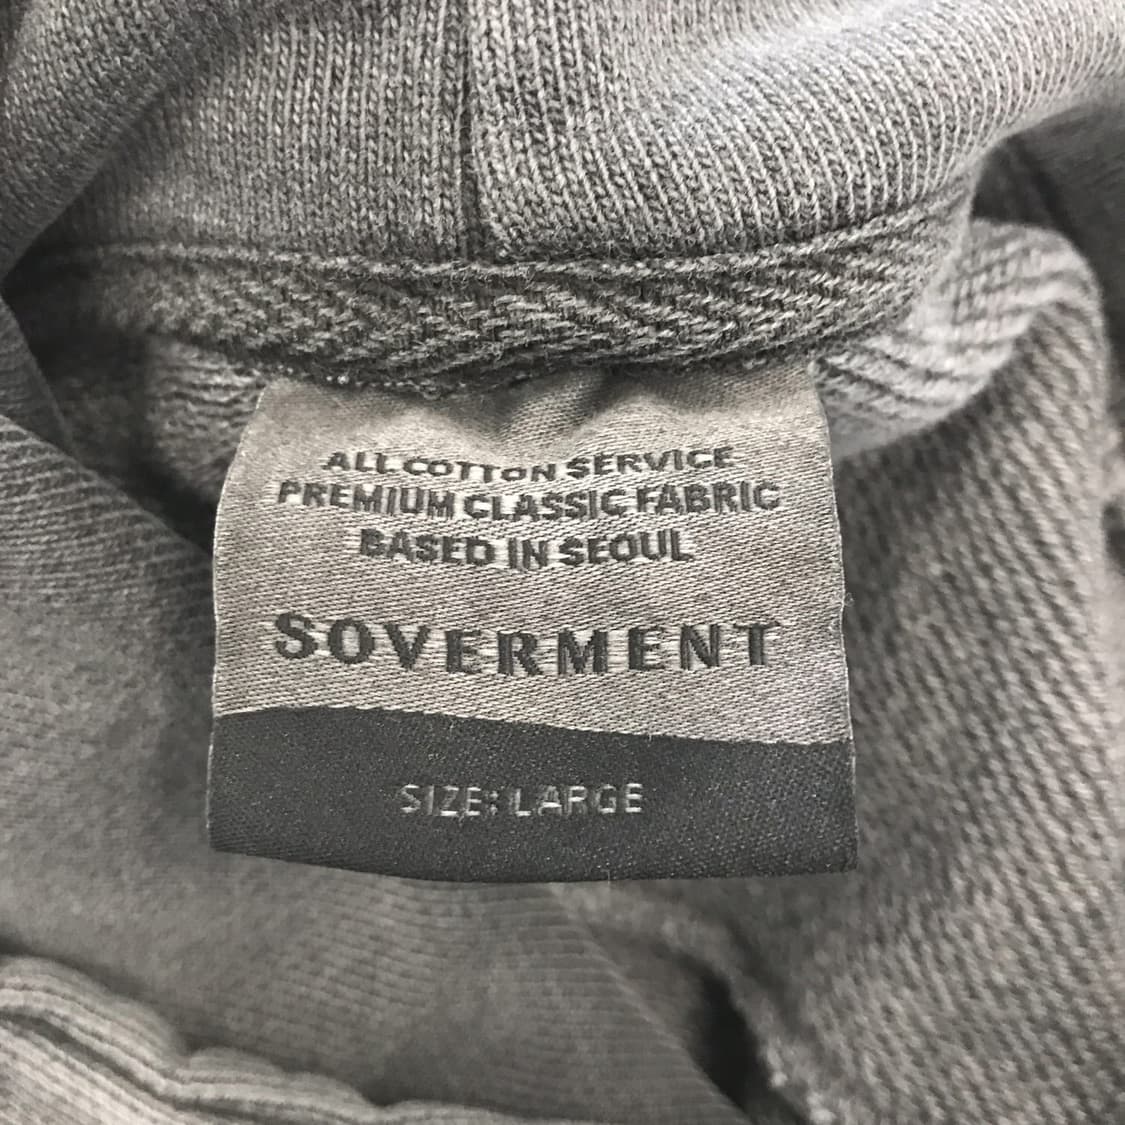 ALL COTTON SERVICE
PREMIUM CLASSIC FABRIC
BASED IN SEOUL
SOVERMENT
SIZE: LARGE